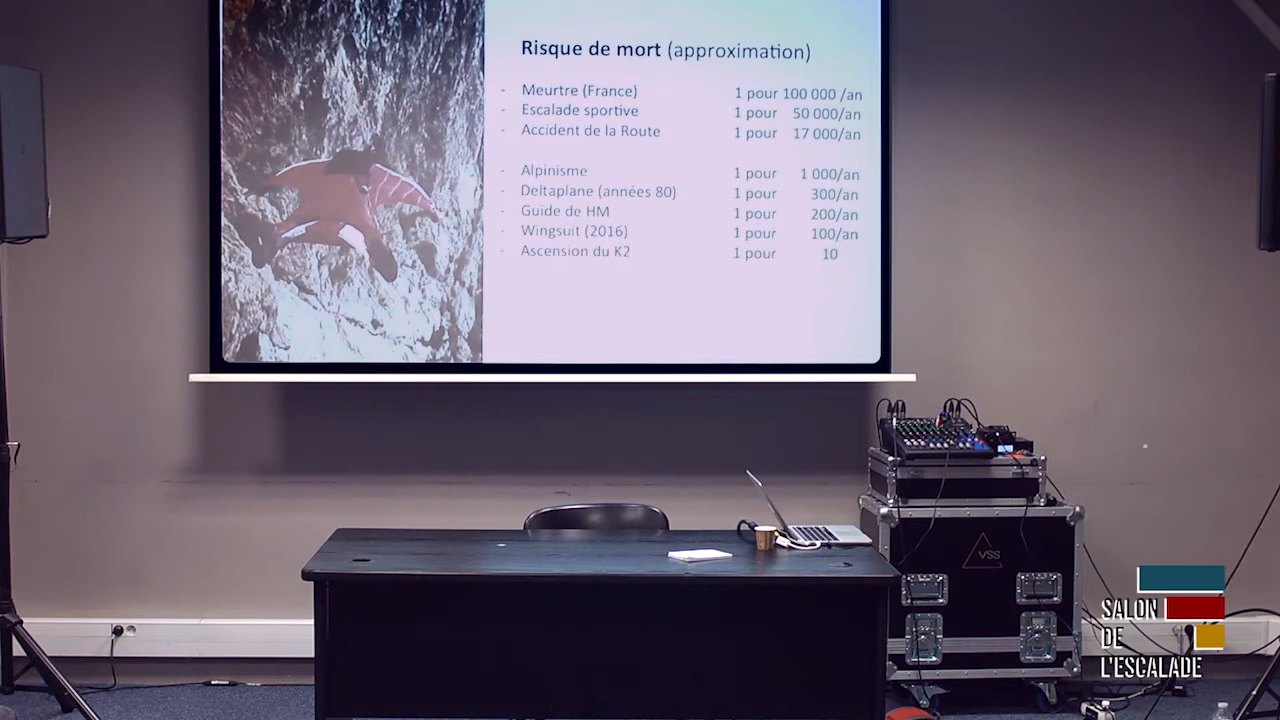 Risque de mort (approximation)
- Meurtre (France) 1 pour 100 000 /an
- Escalade sportive 1 pour 50 000/an
- Accident de la Route 1 pour 17 000/an
- Alpinisme 1 pour 1 000/an
- Deltaplane (années 80) 1 pour 300/an
- Guide de HM 1 pour 200/an
- Wingsuit (2016) 1 pour 100/an
- Ascension du K2 1 pour 10
VSS
SALON
DE
L'ESCALADE